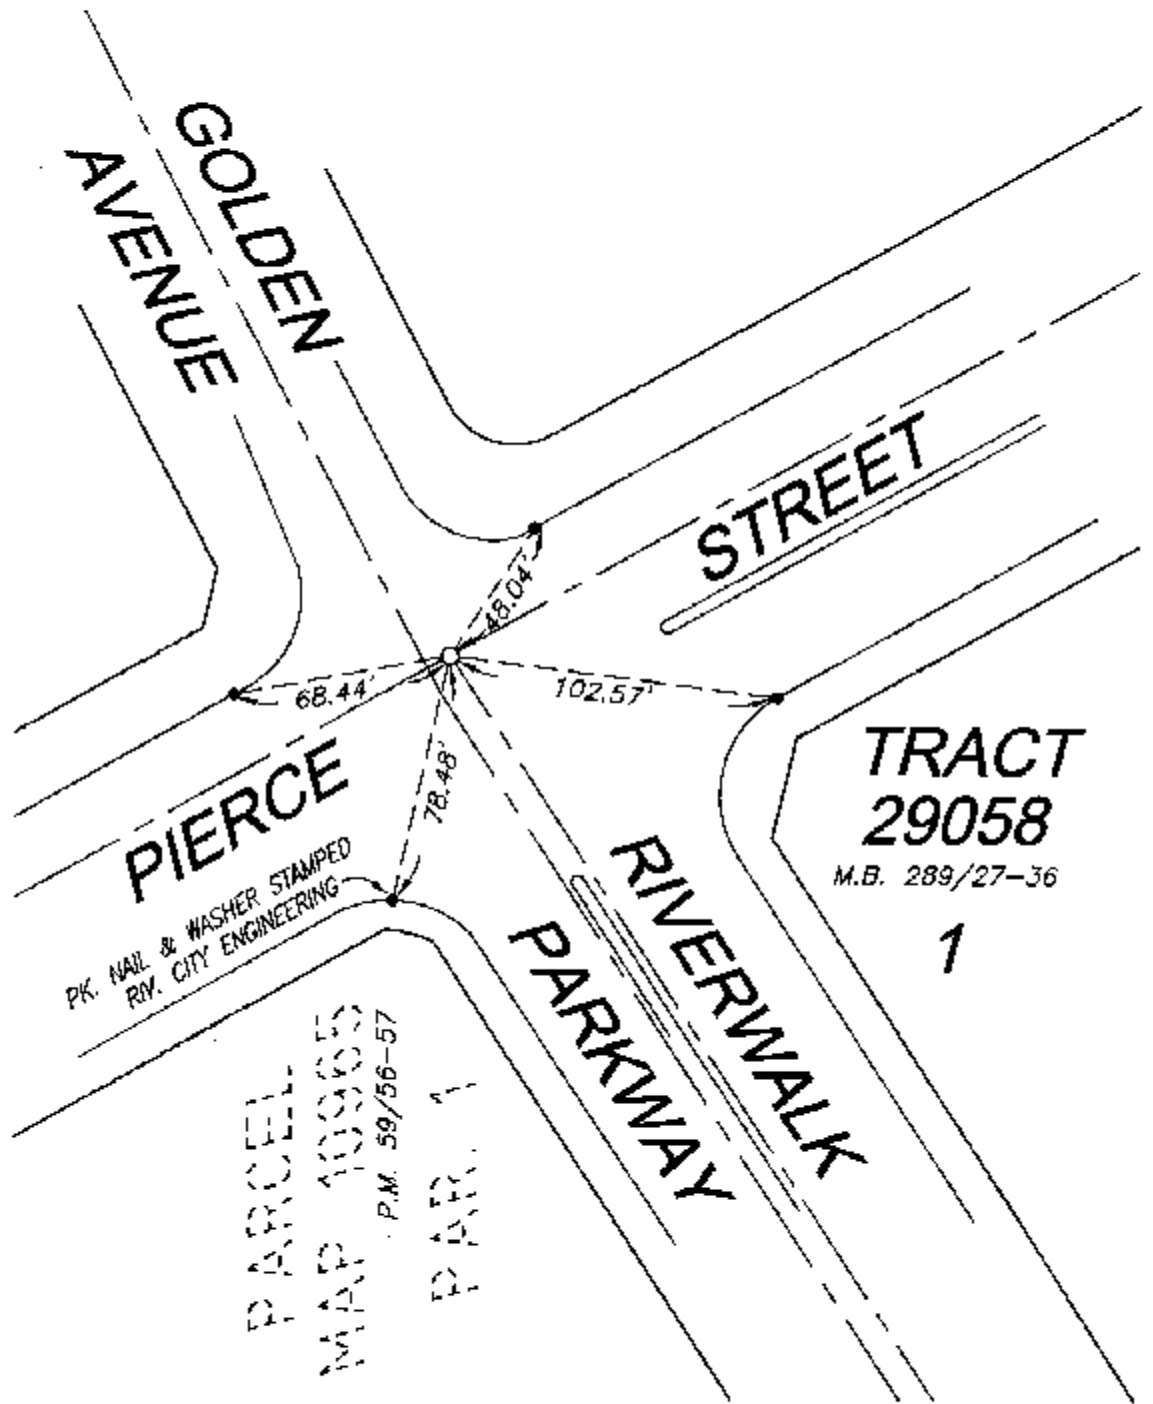 GOLDEN
AVENUE
STREET
48.04'
68.44'
102.57'
78.48'
PIERCE
PK. NAIL & WASHER STAMPED
RIV. CITY ENGINEERING
TRACT
29058
M.B. 289/27-36
1
RIVERWALK
PARKWAY
PARCEL
MAP
P.M. 59/56-57
PAR. 1